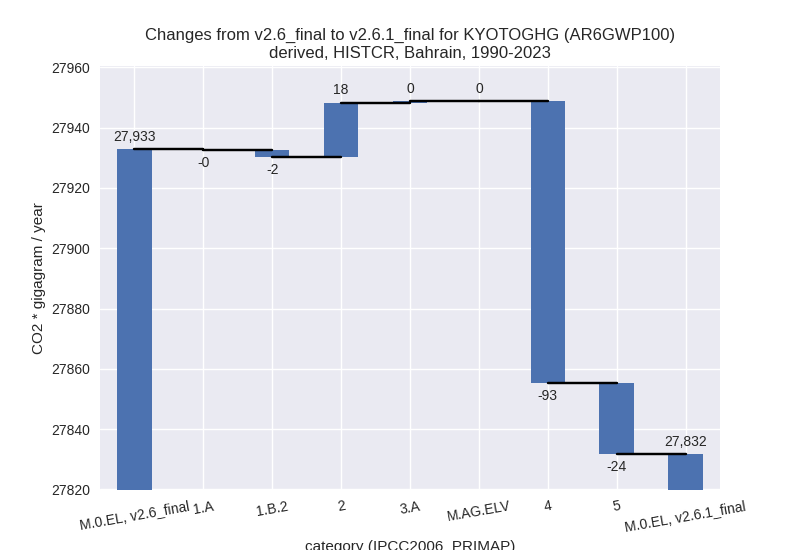 Changes from v2.6_final to v2.6.1_final for KYOTOGHG (AR6GWP100)
derived, HISTCR, Bahrain, 1990-2023
27960
27940
27920
27900
27880
27860
27840
27820
CO2 * gigagram / year
27,933
-0
-2
18
0
0
-93
-24
27,832
M.0.EL, v2.6_final
1.A
1.B.2
2
3.A
M.AG.ELV
4
5
M.0.EL, v2.6.1_final
category (IPCC2006_PRIMAP)